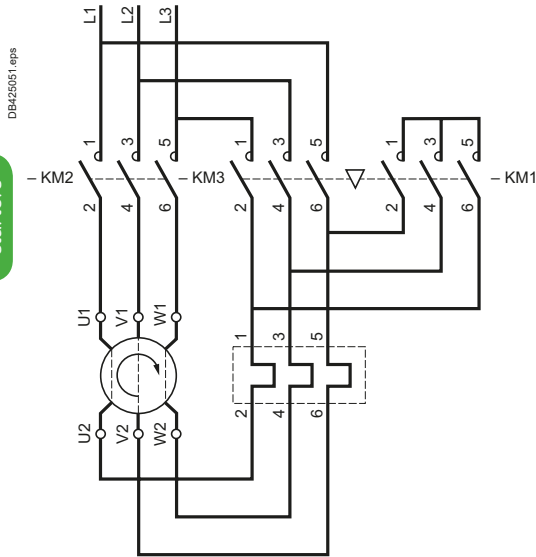 DB425051.eps
L1 L2 L3
1 3 5 1 3 5 1 3 5
– KM2 – KM3 – KM1
2 4 6 2 4 6 2 4 6
U1 V1 W1
1 3 5
2 4 6
U2 V2 W2